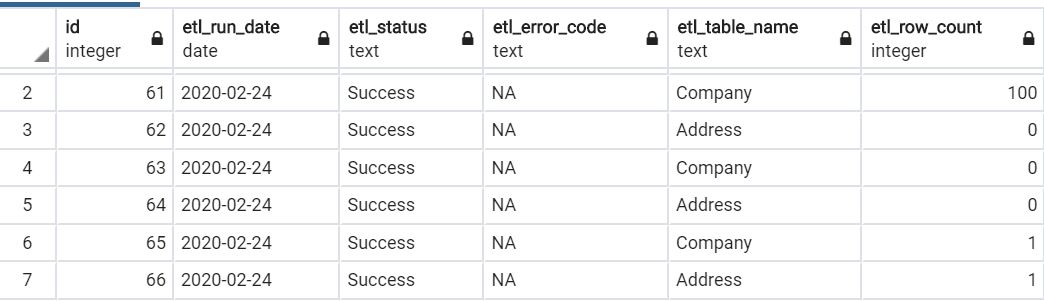 id etl_run_date etl_status etl_error_code etl_table_name etl_row_count
integer date text text text integer
2 61 2020-02-24 Success NA Company 100
3 62 2020-02-24 Success NA Address 0
4 63 2020-02-24 Success NA Company 0
5 64 2020-02-24 Success NA Address 0
6 65 2020-02-24 Success NA Company 1
7 66 2020-02-24 Success NA Address 1